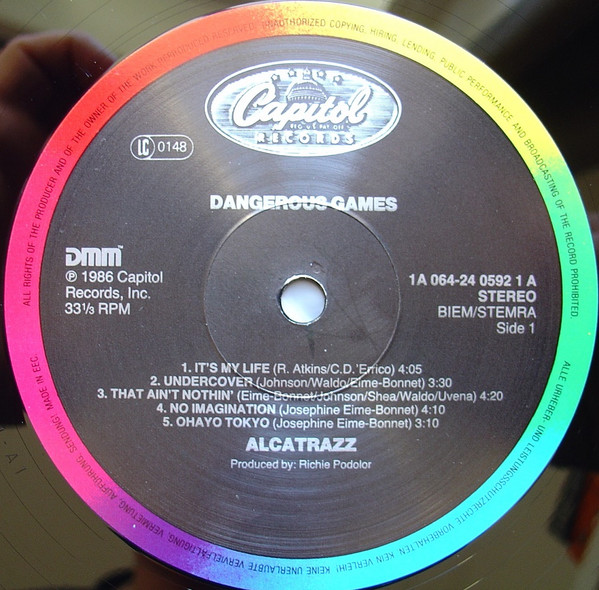 ALL RIGHTS OF THE PRODUCER AND OF THE OWNER OF THE WORK REPRODUCED RESERVED. UNAUTHORIZED COPYING, HIRING, LENDING, PUBLIC PERFORMANCE AND BROADCASTING OF THE RECORD PROHIBITED.
Capitol
REG. U.S. PAT. OFF.
RECORDS
LC 0148
DANGEROUS GAMES
DMM™
℗ 1986 Capitol
Records, Inc.
33⅓ RPM
1A 064-24 0592 1 A
STEREO
BIEM/STEMRA
Side 1
1. IT'S MY LIFE (R. Atkins/C.D.'Errico) 4:05
2. UNDERCOVER (Johnson/Waldo/Eime-Bonnet) 3:30
3. THAT AIN'T NOTHIN' (Eime-Bonnet/Johnson/Shea/Waldo/Uvena) 4:20
4. NO IMAGINATION (Josephine Eime-Bonnet) 4:10
5. OHAYO TOKYO (Josephine Eime-Bonnet) 3:10
ALCATRAZZ
Produced by: Richie Podolor
ALLE URHEBER- UND LEISTUNGSSCHUTZRECHTE VORBEHALTEN. KEIN VERLEIH! KEINE UNERLAUBTE VERVIELFÄLTIGUNG, VERMIETUNG, AUFFÜHRUNG, SENDUNG! MADE IN EEC.